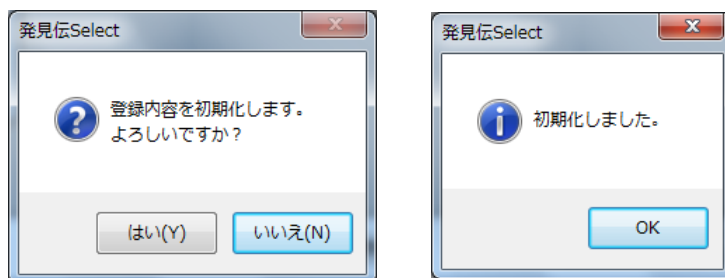 発見伝Select
登録内容を初期化します。
よろしいですか?
はい(Y)
いいえ(N)
発見伝Select
初期化しました。
OK